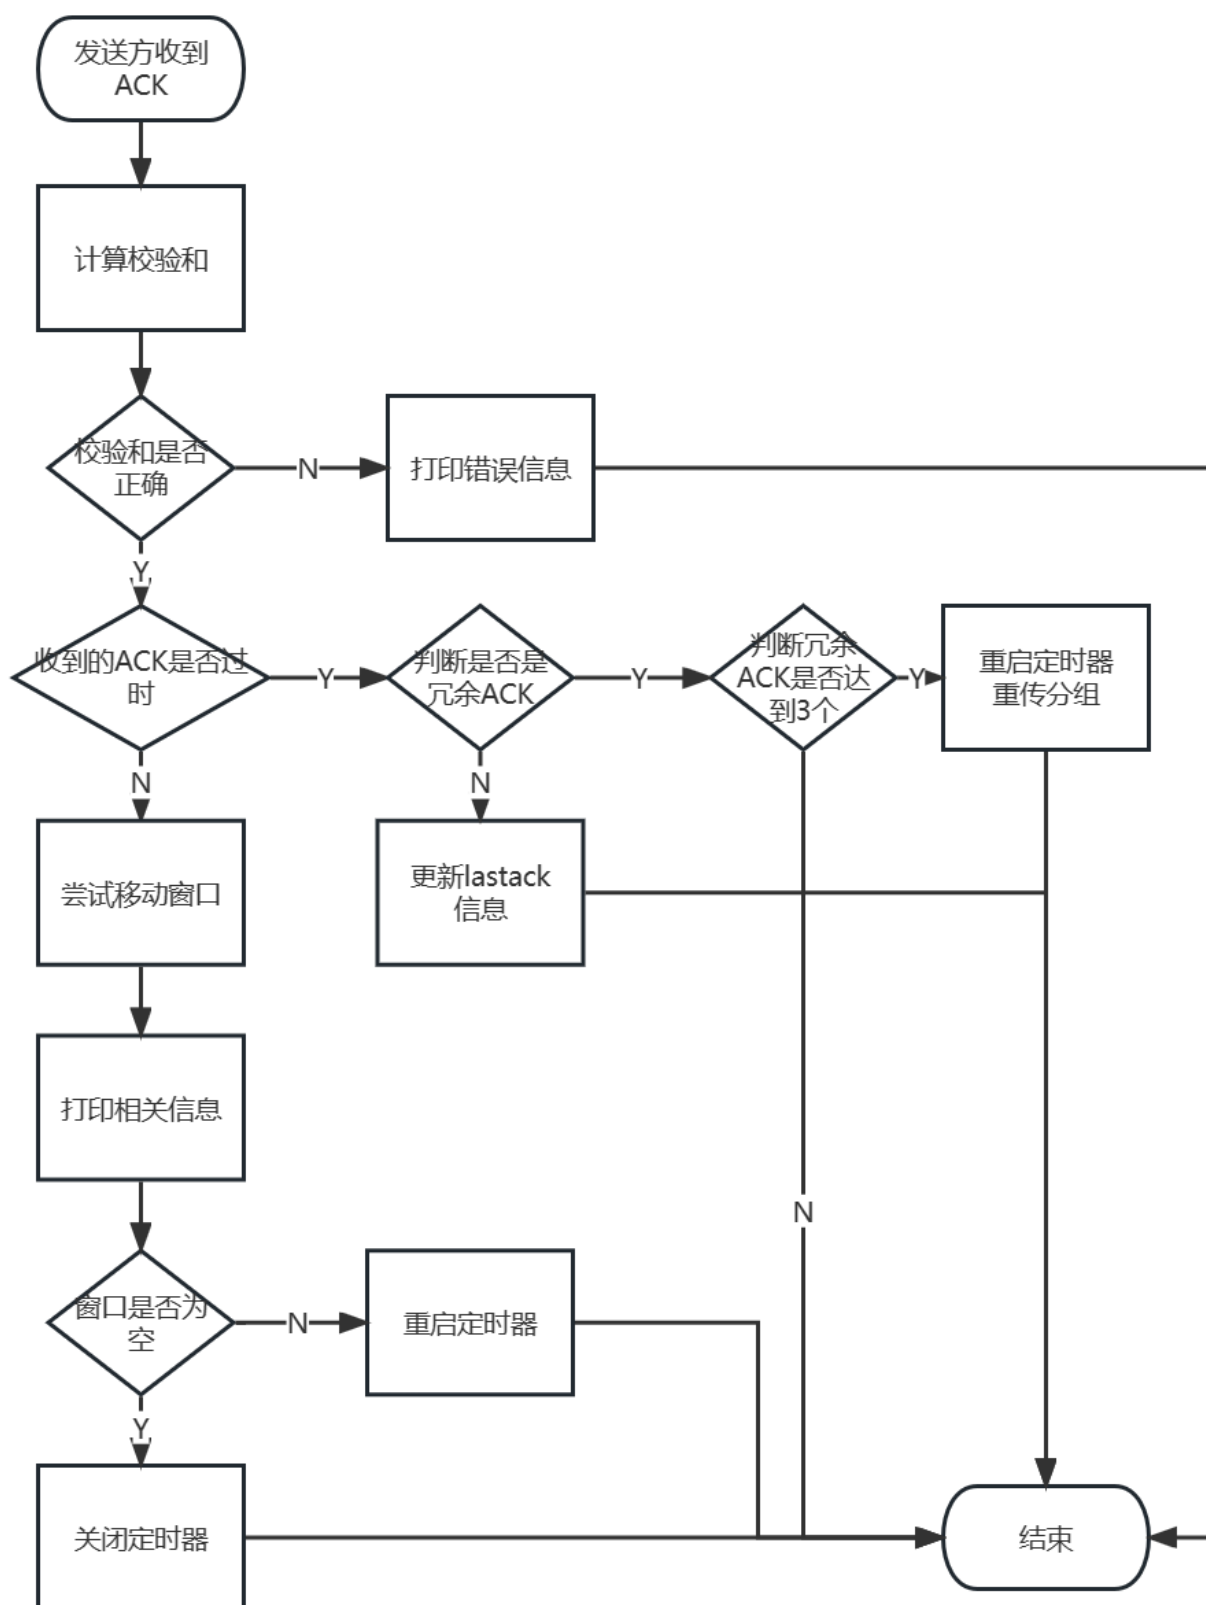 发送方收到
ACK
计算校验和
校验和是否
正确
N
打印错误信息
Y
收到的ACK是否过
时
Y
判断是否是
冗余ACK
Y
判断冗余
ACK是否达
到3个
Y
重启定时器
重传分组
N
N
尝试移动窗口
更新lastack
信息
打印相关信息
N
窗口是否为
空
N
重启定时器
Y
关闭定时器
结束